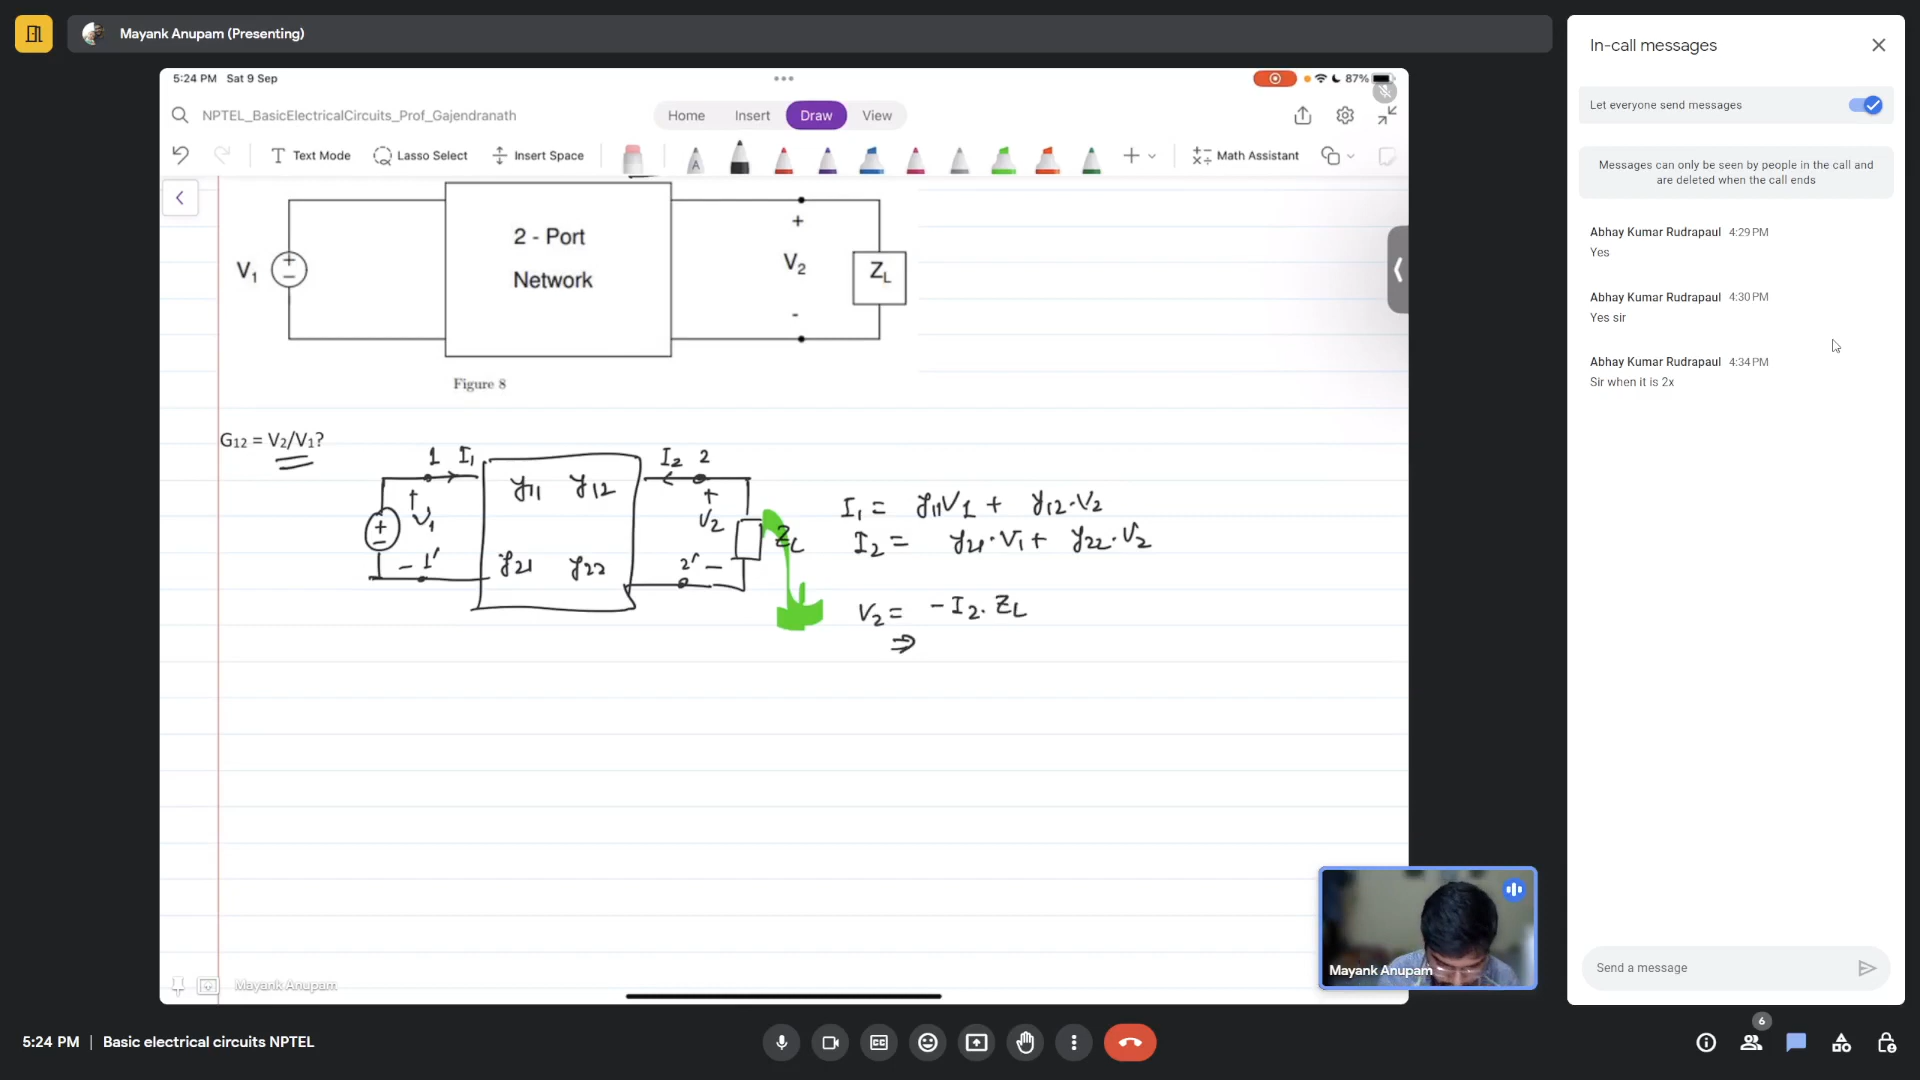 Mayank Anupam (Presenting)
5:24 PM Sat 9 Sep
87%
NPTEL_BasicElectricalCircuits_Prof_Gajendranath
Home Insert Draw View
Text Mode Lasso Select Insert Space
A
Math Assistant
V1
2 - Port
Network
+
V2
-
ZL
Figure 8
G12 = V2/V1?
1 I1 I2 2
y11 y12
+ V1 - 1'
y21 y22
+ V2 - 2'
ZL
I1 = y11V1 + y12·V2
I2 = y21·V1 + y22·V2
V2 = -I2. ZL
⇒
Mayank Anupam
Mayank Anupam
5:24 PM | Basic electrical circuits NPTEL
6
In-call messages
Let everyone send messages
Messages can only be seen by people in the call and
are deleted when the call ends
Abhay Kumar Rudrapaul 4:29 PM
Yes
Abhay Kumar Rudrapaul 4:30 PM
Yes sir
Abhay Kumar Rudrapaul 4:34 PM
Sir when it is 2x
Send a message